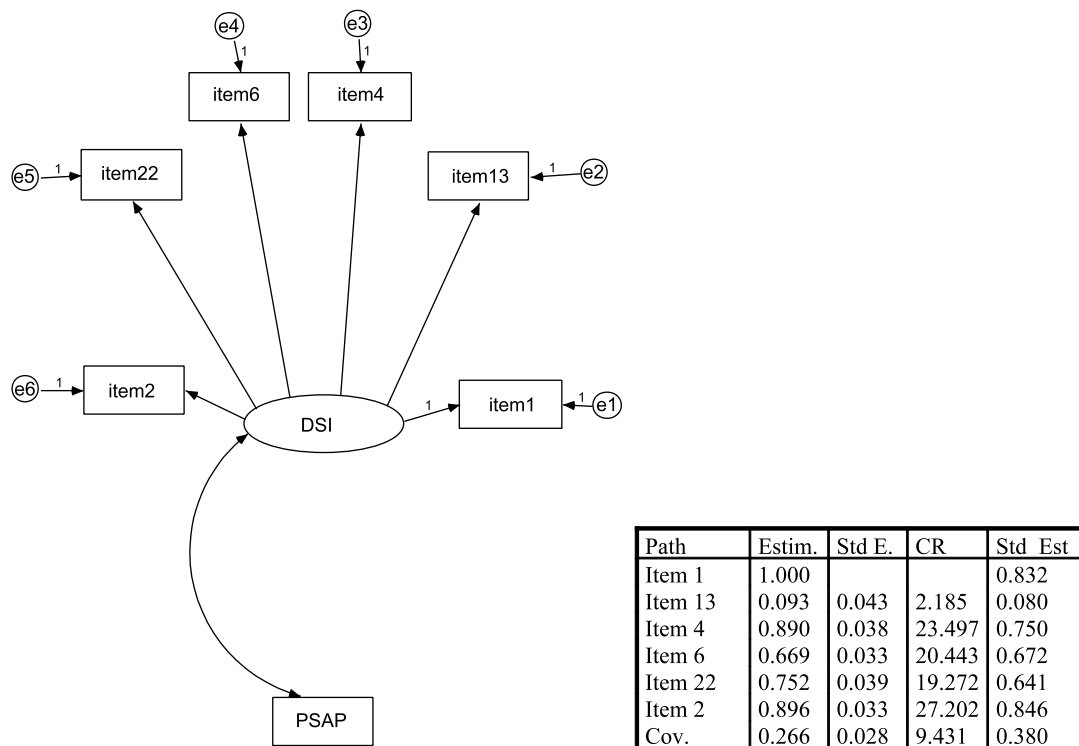 e4
e3
1
1
item6
item4
e5
1
item22
item13
1
e2
e6
1
item2
DSI
1
item1
1
e1
PSAP
Path Estim. Std E. CR Std Est
Item 1 1.000 0.832
Item 13 0.093 0.043 2.185 0.080
Item 4 0.890 0.038 23.497 0.750
Item 6 0.669 0.033 20.443 0.672
Item 22 0.752 0.039 19.272 0.641
Item 2 0.896 0.033 27.202 0.846
Cov. 0.266 0.028 9.431 0.380